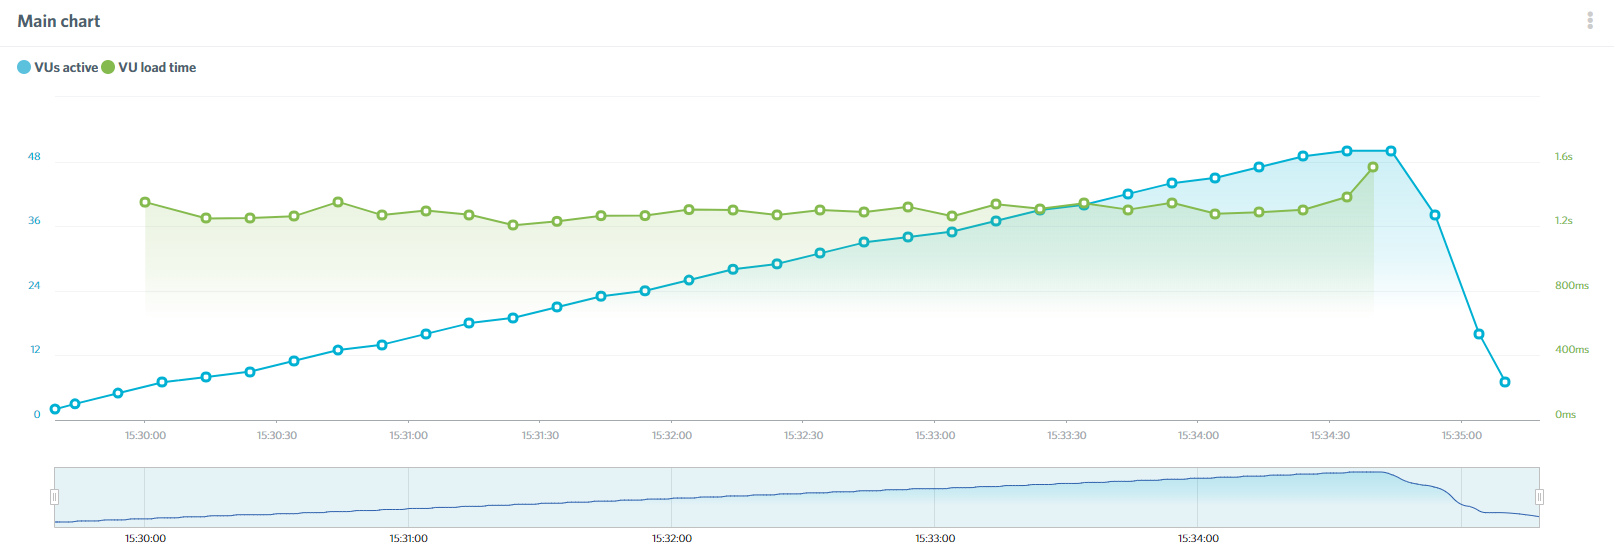 Main chart
VUs active VU load time
48 1.6s
36 1.2s
24 800ms
12 400ms
0 0ms
15:30:00 15:30:30 15:31:00 15:31:30 15:32:00 15:32:30 15:33:00 15:33:30 15:34:00 15:34:30 15:35:00
15:30:00 15:31:00 15:32:00 15:33:00 15:34:00